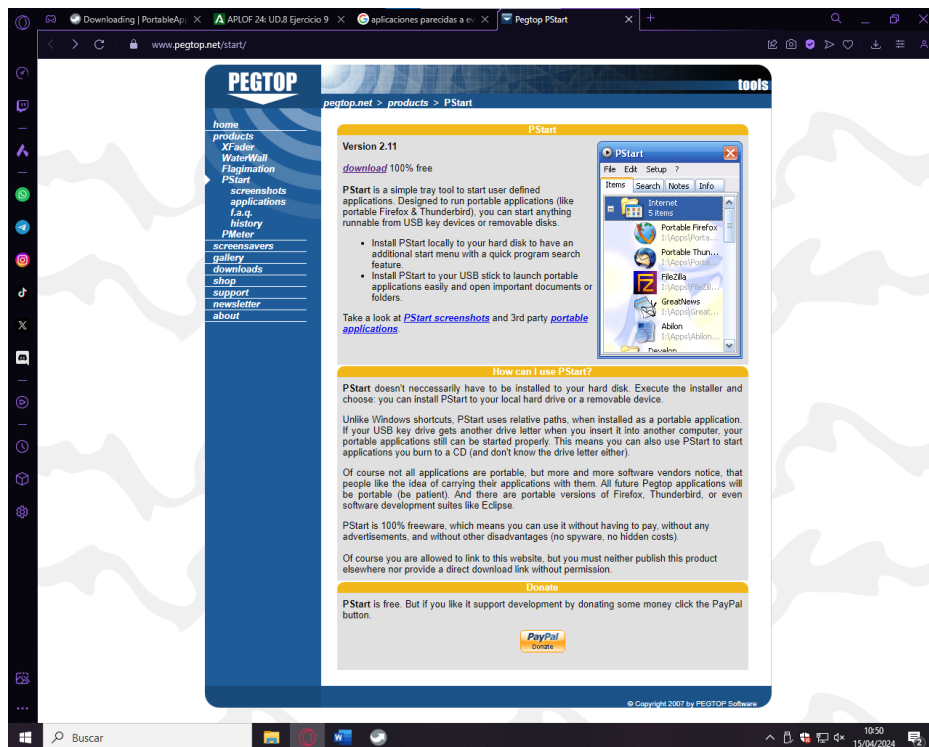 Downloading | PortableAp
APLOF 24: UD.8 Ejercicio 9
aplicaciones parecidas a ev
Pegtop PStart
www.pegtop.net/start/
PEGTOP
tools
pegtop.net > products > PStart
home
products
XFader
WaterWall
Flagimation
PStart
screenshots
applications
f.a.q.
history
PMeter
screensavers
gallery
downloads
shop
support
newsletter
about
PStart
Version 2.11
download 100% free
PStart is a simple tray tool to start user defined
applications. Designed to run portable applications (like
portable Firefox & Thunderbird), you can start anything
runnable from USB key devices or removable disks.
• Install PStart locally to your hard disk to have an
additional start menu with a quick program search
feature.
• Install PStart to your USB stick to launch portable
applications easily and open important documents or
folders.
Take a look at PStart screenshots and 3rd party portable
applications.
PStart
File Edit Setup ?
Items Search Notes Info
Internet
5 items
Portable Firefox
I:\Apps\Porta...
Portable Thun...
I:\Apps\Porta...
FileZilla
I:\Apps\FileZill...
GreatNews
I:\Apps\Great...
Abilon
I:\Apps\Abilon...
Develop
How can I use PStart?
PStart doesn't neccessarily have to be installed to your hard disk. Execute the installer and
choose: you can install PStart to your local hard drive or a removable device.
Unlike Windows shortcuts, PStart uses relative paths, when installed as a portable application.
If your USB key drive gets another drive letter when you insert it into another computer, your
portable applications still can be started properly. This means you can also use PStart to start
applications you burn to a CD (and don't know the drive letter either).
Of course not all applications are portable, but more and more software vendors notice, that
people like the idea of carrying their applications with them. All future Pegtop applications will
be portable (be patient). And there are portable versions of Firefox, Thunderbird, or even
software development suites like Eclipse.
PStart is 100% freeware, which means you can use it without having to pay, without any
advertisements, and without other disadvantages (no spyware, no hidden costs).
Of course you are allowed to link to this website, but you must neither publish this product
elsewhere nor provide a direct download link without permission.
Donate
PStart is free. But if you like it support development by donating some money click the PayPal
button.
PayPal
Donate
© Copyright 2007 by PEGTOP Software
Buscar
10:50
15/04/2024
2